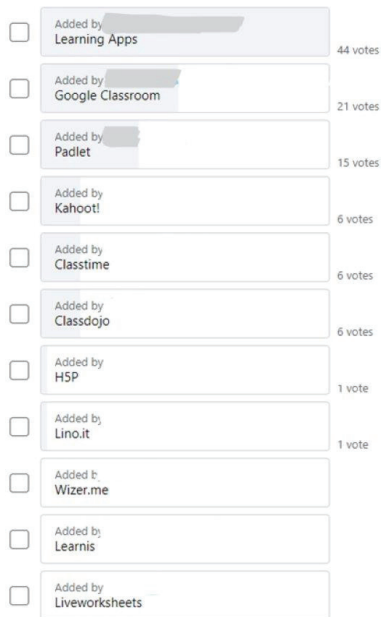 Added by
Learning Apps
44 votes
Added by
Google Classroom
21 votes
Added by
Padlet
15 votes
Added by
Kahoot!
6 votes
Added by
Classtime
6 votes
Added by
Classdojo
6 votes
Added by
H5P
1 vote
Added by
Lino.it
1 vote
Added b
Wizer.me
Added by
Learnis
Added by
Liveworksheets